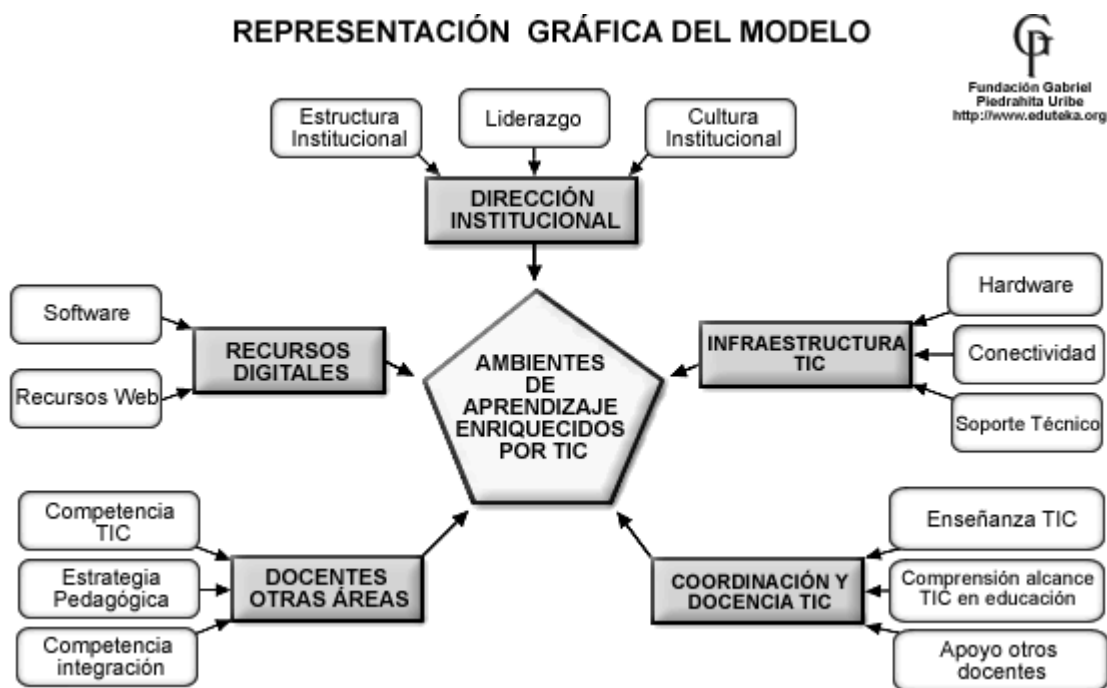 REPRESENTACIÓN GRÁFICA DEL MODELO
Fundación Gabriel
Piedrahita Uribe
http://www.eduteka.org
Estructura
Institucional
Liderazgo
Cultura
Institucional
DIRECCIÓN
INSTITUCIONAL
Software
Recursos Web
RECURSOS
DIGITALES
AMBIENTES
DE
APRENDIZAJE
ENRIQUECIDOS
POR TIC
INFRAESTRUCTURA
TIC
Hardware
Conectividad
Soporte Técnico
Competencia
TIC
Estrategia
Pedagógica
Competencia
integración
DOCENTES
OTRAS ÁREAS
COORDINACIÓN Y
DOCENCIA TIC
Enseñanza TIC
Comprensión alcance
TIC en educación
Apoyo otros
docentes